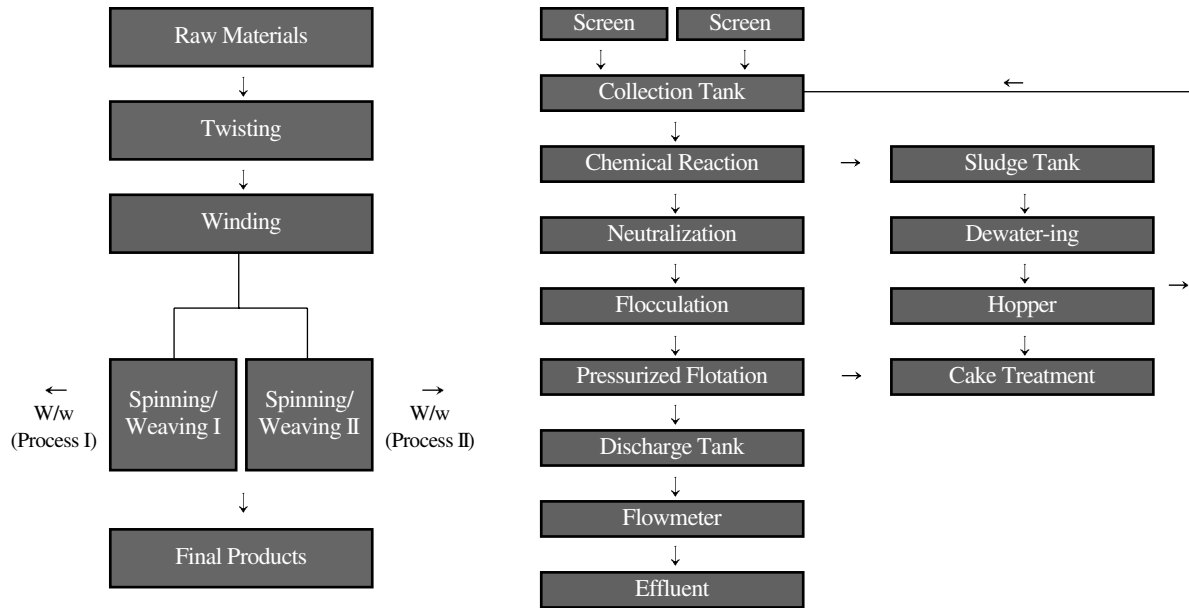 Raw Materials
↓
Twisting
↓
Winding
←
W/w
(Process I)
Spinning/
Weaving I
Spinning/
Weaving II
→
W/w
(Process II)
↓
Final Products
Screen
Screen
↓ ↓
Collection Tank
←
↓
Chemical Reaction
→
Sludge Tank
↓ ↓
Neutralization
Dewater-ing
↓ ↓
→
Flocculation
Hopper
↓ ↓
Pressurized Flotation
→
Cake Treatment
↓
Discharge Tank
↓
Flowmeter
↓
Effluent